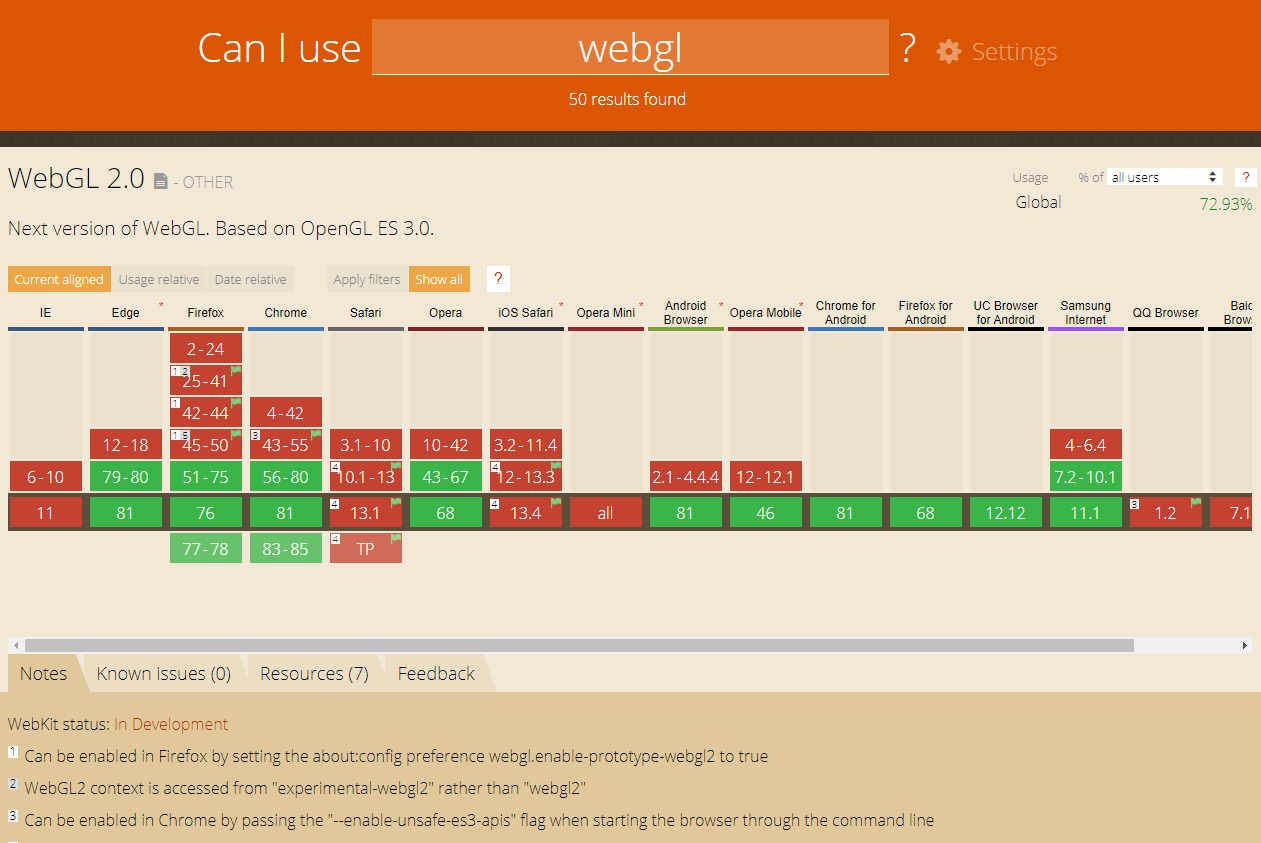 Can I use webgl ? Settings
50 results found
WebGL 2.0 - OTHER
Usage % of all users ?
Global 72.93%
Next version of WebGL. Based on OpenGL ES 3.0.
Current aligned Usage relative Date relative Apply filters Show all ?
IE Edge * Firefox Chrome Safari Opera iOS Safari * Opera Mini * Android Browser * Opera Mobile * Chrome for Android Firefox for Android UC Browser for Android Samsung Internet QQ Browser
2-24
1 2 25-41
1 42-44 4-42
12-18 1 5 45-50 3 43-55 3.1-10 10-42 3.2-11.4 4-6.4
6-10 79-80 51-75 56-80 4 10.1-13 43-67 4 12-13.3 2.1-4.4.4 12-12.1 7.2-10.1
11 81 76 81 4 13.1 68 4 13.4 all 81 46 81 68 12.12 11.1 3 1.2
77-78 83-85 4 TP
Notes Known issues (0) Resources (7) Feedback
WebKit status: In Development
1 Can be enabled in Firefox by setting the about:config preference webgl.enable-prototype-webgl2 to true
2 WebGL2 context is accessed from "experimental-webgl2" rather than "webgl2"
3 Can be enabled in Chrome by passing the "--enable-unsafe-es3-apis" flag when starting the browser through the command line